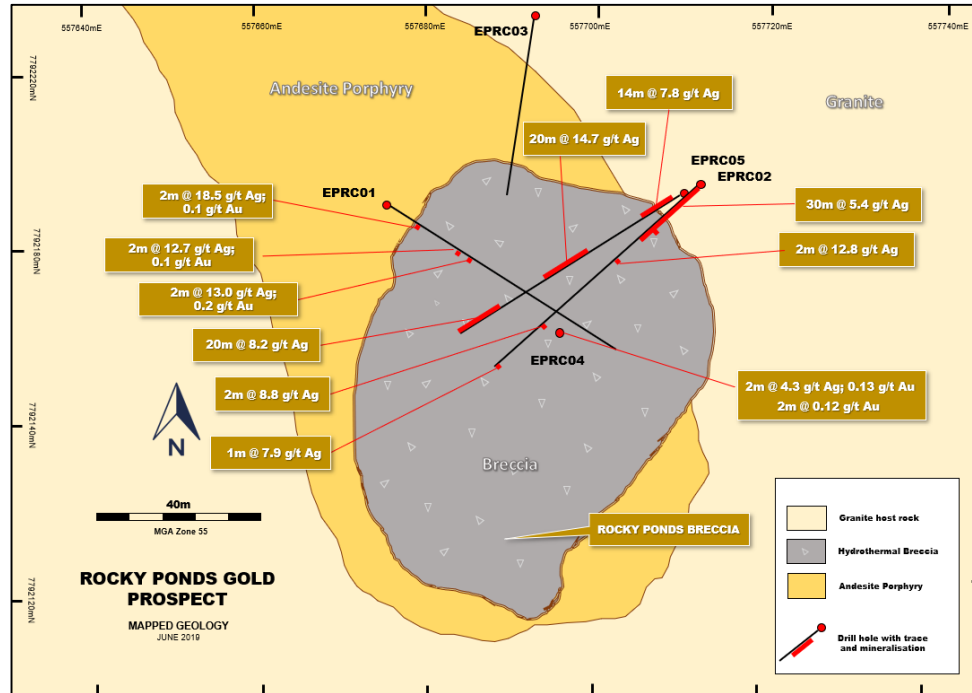 557640mE
557660mE
557680mE
557700mE
557720mE
557740mE
7792220mN
7792180mN
7792140mN
7792120mN
EPRC03
Andesite Porphyry
Granite
14m @ 7.8 g/t Ag
20m @ 14.7 g/t Ag
EPRC05
EPRC02
EPRC01
2m @ 18.5 g/t Ag;
0.1 g/t Au
30m @ 5.4 g/t Ag
2m @ 12.7 g/t Ag;
0.1 g/t Au
2m @ 12.8 g/t Ag
2m @ 13.0 g/t Ag;
0.2 g/t Au
20m @ 8.2 g/t Ag
EPRC04
2m @ 8.8 g/t Ag
2m @ 4.3 g/t Ag; 0.13 g/t Au
2m @ 0.12 g/t Au
1m @ 7.9 g/t Ag
N
Breccia
40m
MGA Zone 55
ROCKY PONDS BRECCIA
ROCKY PONDS GOLD
PROSPECT
MAPPED GEOLOGY
JUNE 2019
Granite host rock
Hydrothermal Breccia
Andesite Porphyry
Drill hole with trace
and mineralisation